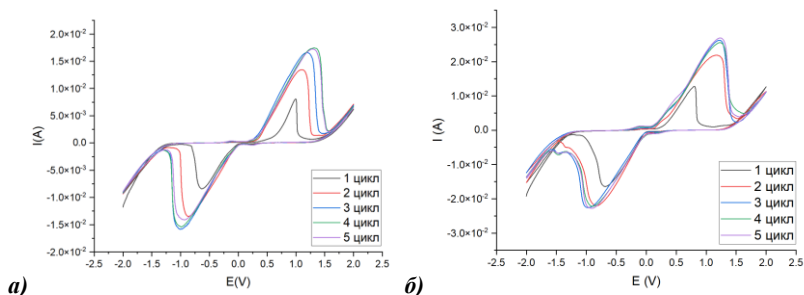 2.0×10⁻²
1.5×10⁻²
1.0×10⁻²
5.0×10⁻³
0.0
-5.0×10⁻³
-1.0×10⁻²
-1.5×10⁻²
-2.0×10⁻²
I(A)
1 цикл
2 цикл
3 цикл
4 цикл
5 цикл
-2.5 -2.0 -1.5 -1.0 -0.5 0.0 0.5 1.0 1.5 2.0 2.5
E(V)
а)
3.0×10⁻²
2.0×10⁻²
1.0×10⁻²
0.0
-1.0×10⁻²
-2.0×10⁻²
-3.0×10⁻²
I (A)
1 цикл
2 цикл
3 цикл
4 цикл
5 цикл
-2.5 -2.0 -1.5 -1.0 -0.5 0.0 0.5 1.0 1.5 2.0 2.5
E (V)
б)